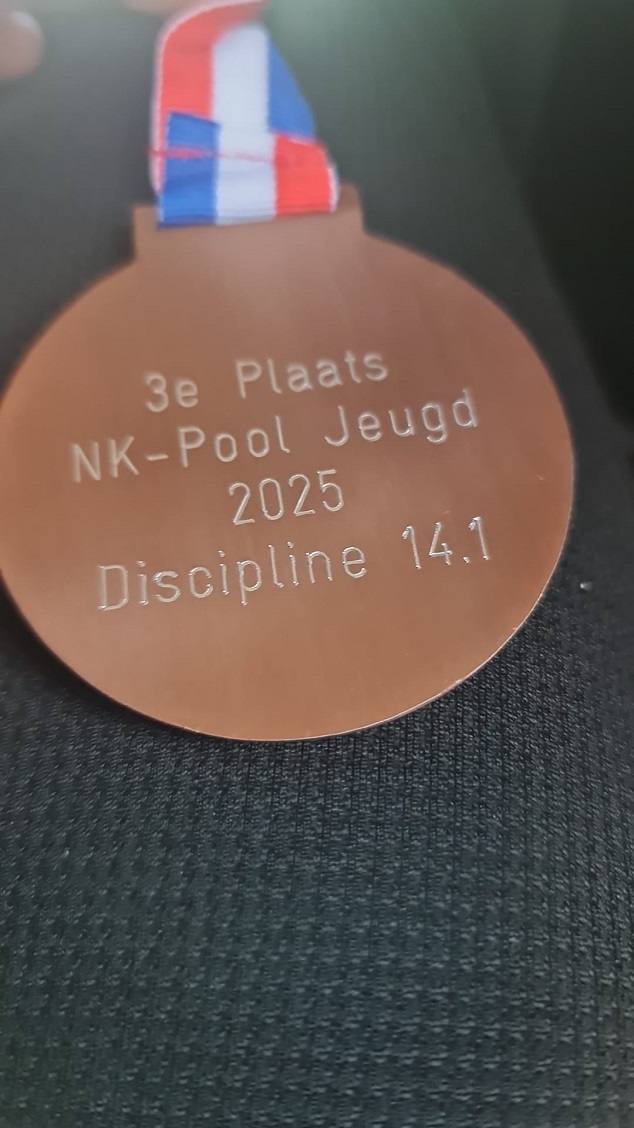 3e Plaats
NK-Pool Jeugd
2025
Discipline 14.1